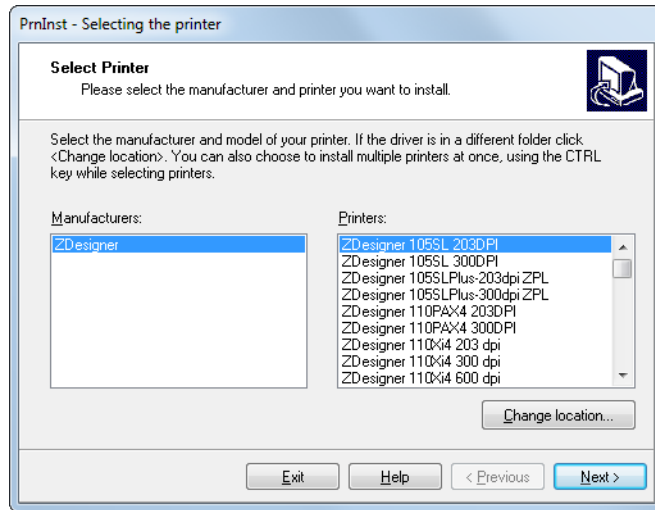 PrnInst - Selecting the printer
Select Printer
Please select the manufacturer and printer you want to install.
Select the manufacturer and model of your printer. If the driver is in a different folder click
<Change location>. You can also choose to install multiple printers at once, using the CTRL
key while selecting printers.
Manufacturers:
ZDesigner
Printers:
ZDesigner 105SL 203DPI
ZDesigner 105SL 300DPI
ZDesigner 105SLPlus-203dpi ZPL
ZDesigner 105SLPlus-300dpi ZPL
ZDesigner 110PAX4 203DPI
ZDesigner 110PAX4 300DPI
ZDesigner 110Xi4 203 dpi
ZDesigner 110Xi4 300 dpi
ZDesigner 110Xi4 600 dpi
Change location...
Exit
Help
< Previous
Next >